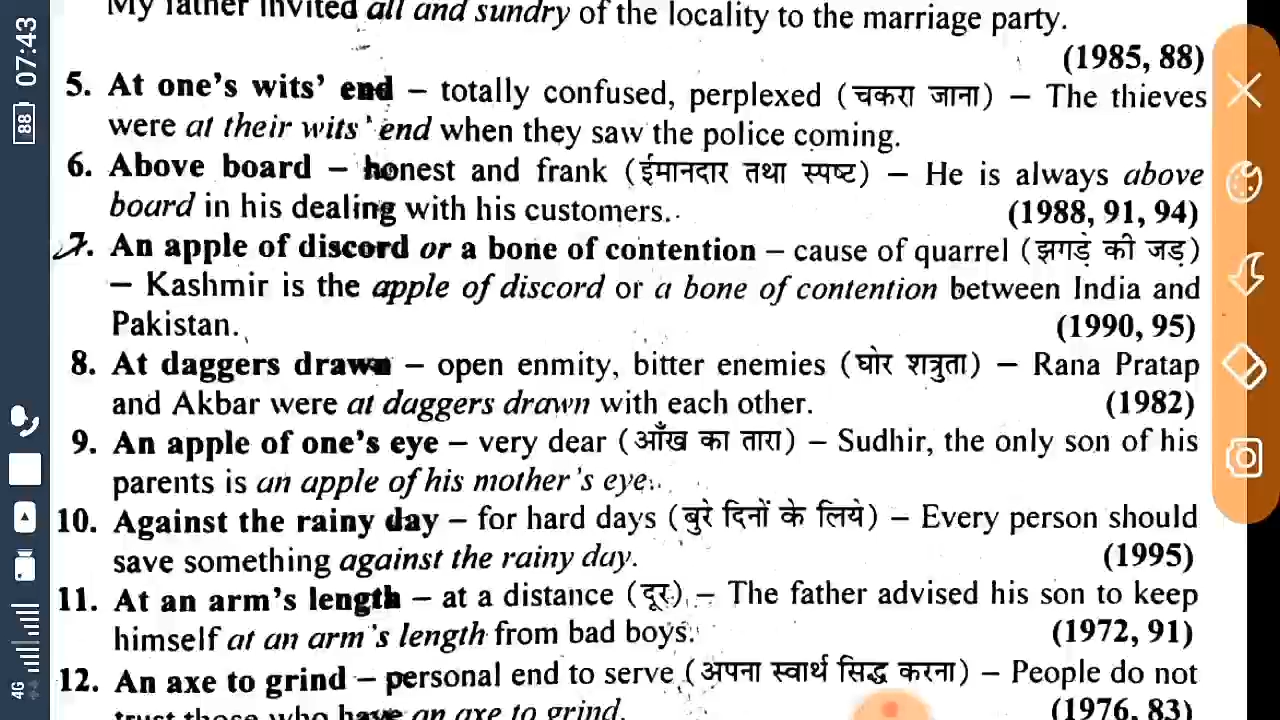 My father invited all and sundry of the locality to the marriage party.
(1985, 88)
5. At one's wits' end – totally confused, perplexed (चकरा जाना) – The thieves
were at their wits' end when they saw the police coming.
6. Above board – honest and frank (ईमानदार तथा स्पष्ट) – He is always above
board in his dealing with his customers. (1988, 91, 94)
7. An apple of discord or a bone of contention – cause of quarrel (झगड़े की जड़)
– Kashmir is the apple of discord or a bone of contention between India and
Pakistan. (1990, 95)
8. At daggers drawn – open enmity, bitter enemies (घोर शत्रुता) – Rana Pratap
and Akbar were at daggers drawn with each other. (1982)
9. An apple of one's eye – very dear (आँख का तारा) – Sudhir, the only son of his
parents is an apple of his mother's eye.
10. Against the rainy day – for hard days (बुरे दिनों के लिये) – Every person should
save something against the rainy day. (1995)
11. At an arm's length – at a distance (दूर) – The father advised his son to keep
himself at an arm's length from bad boys. (1972, 91)
12. An axe to grind – personal end to serve (अपना स्वार्थ सिद्ध करना) – People do not
trust those who have an axe to grind. (1976, 83)
07:43
88
4G